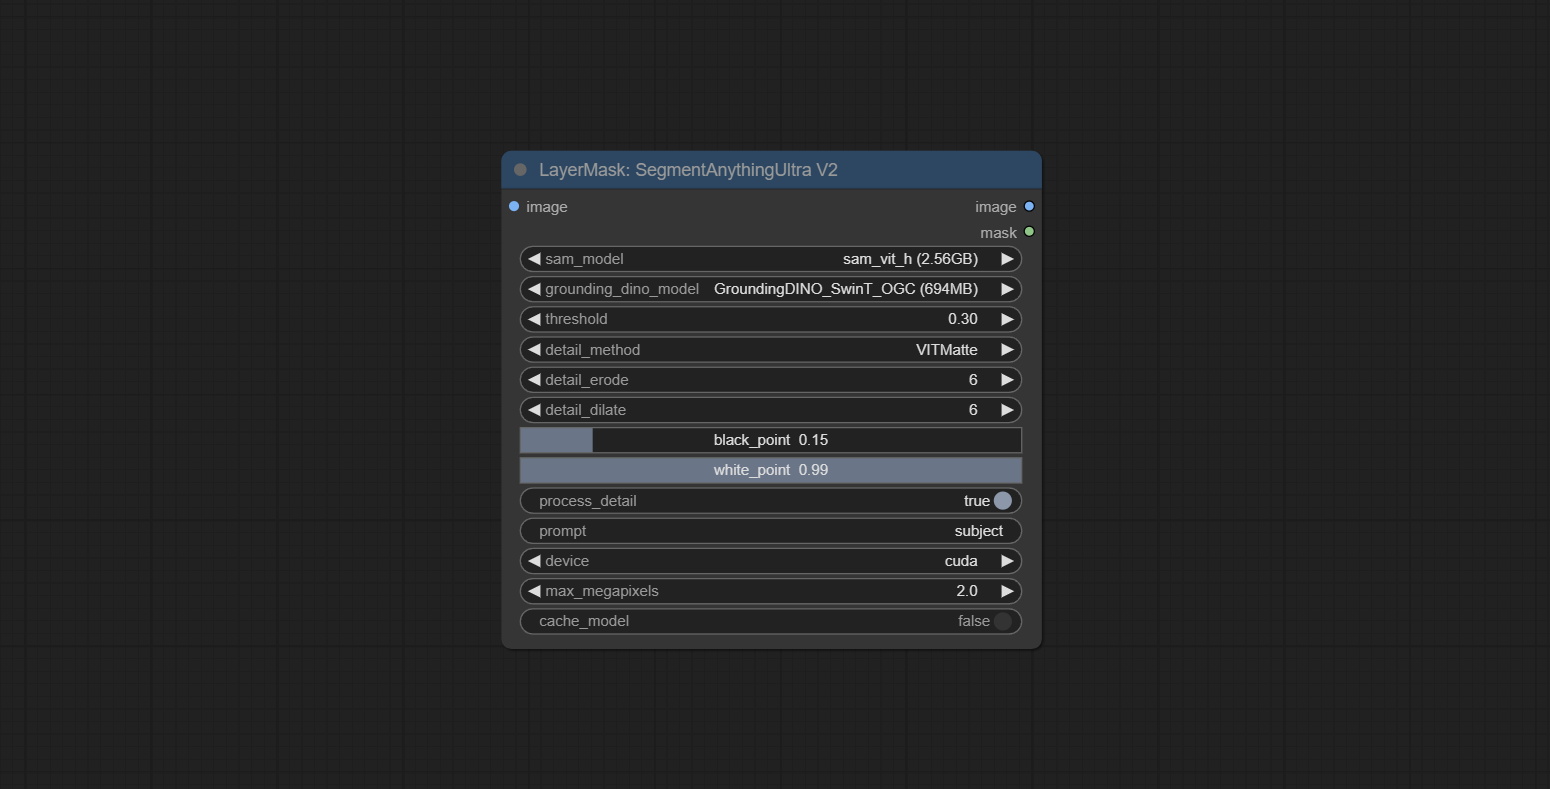 LayerMask: SegmentAnythingUltra V2
image image
mask
sam_model sam_vit_h (2.56GB)
grounding_dino_model GroundingDINO_SwinT_OGC (694MB)
threshold 0.30
detail_method VITMatte
detail_erode 6
detail_dilate 6
black_point 0.15
white_point 0.99
process_detail true
prompt subject
device cuda
max_megapixels 2.0
cache_model false